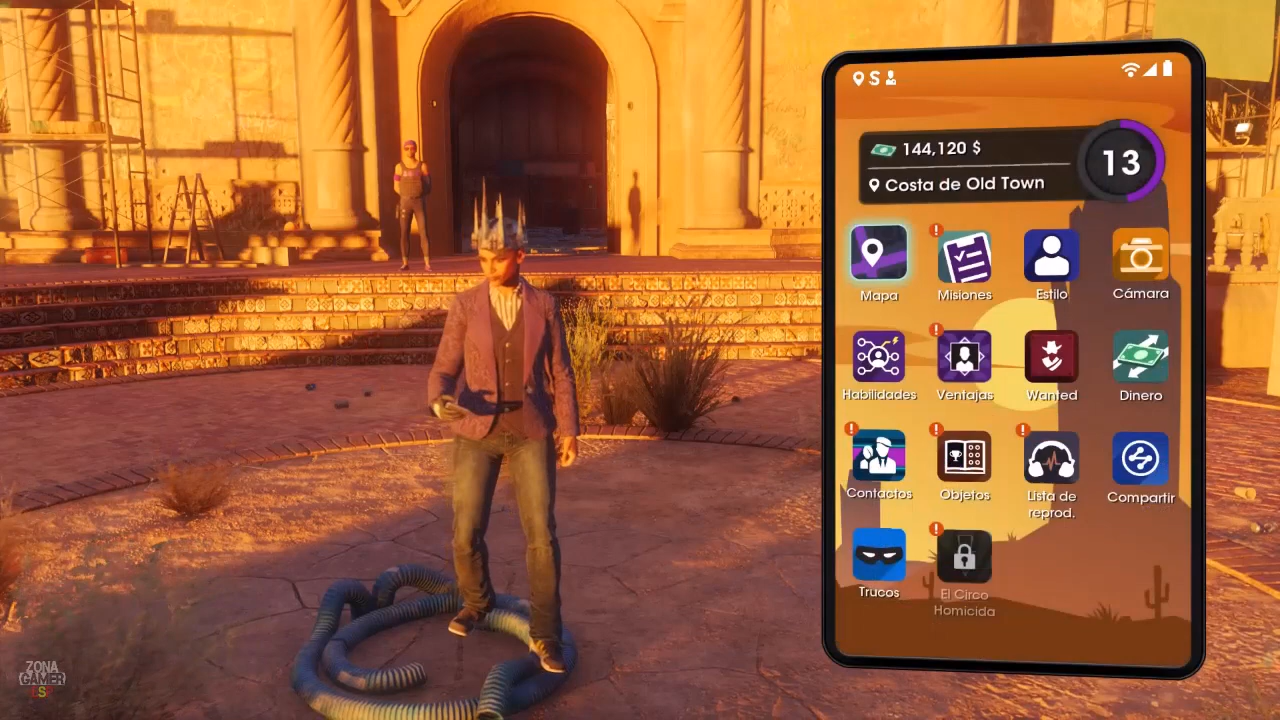 S
144,120 $
13
Costa de Old Town
Mapa
Misiones
Estilo
Cámara
Habilidades
Ventajas
Wanted
Dinero
Contactos
Objetos
Lista de
reprod.
Compartir
Trucos
El Circo
Homicida
ZONA
GAMER
ESP